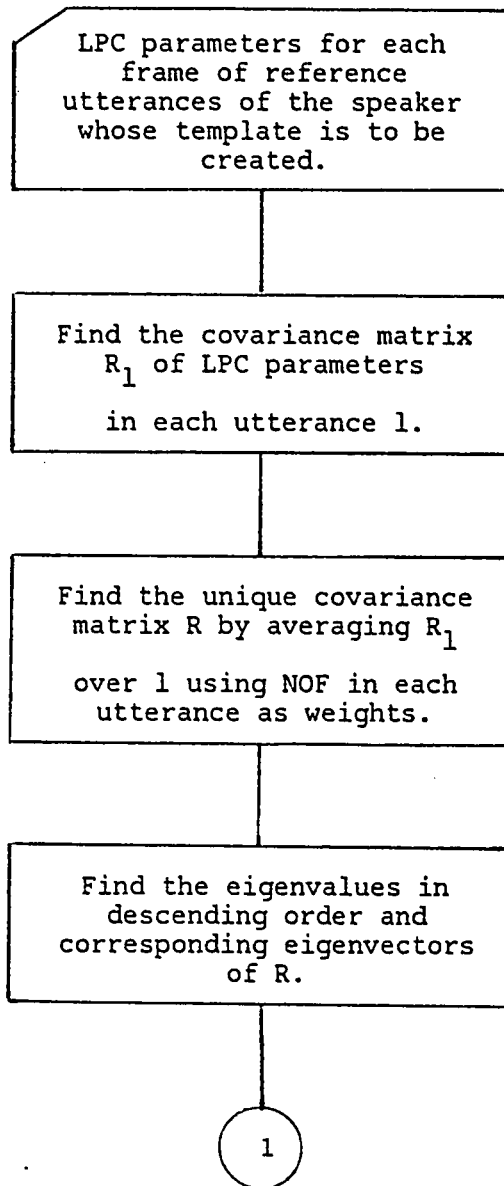 LPC parameters for each
frame of reference
utterances of the speaker
whose template is to be
created.
Find the covariance matrix
R1 of LPC parameters
in each utterance l.
Find the unique covariance
matrix R by averaging R1
over l using NOF in each
utterance as weights.
Find the eigenvalues in
descending order and
corresponding eigenvectors
of R.
1